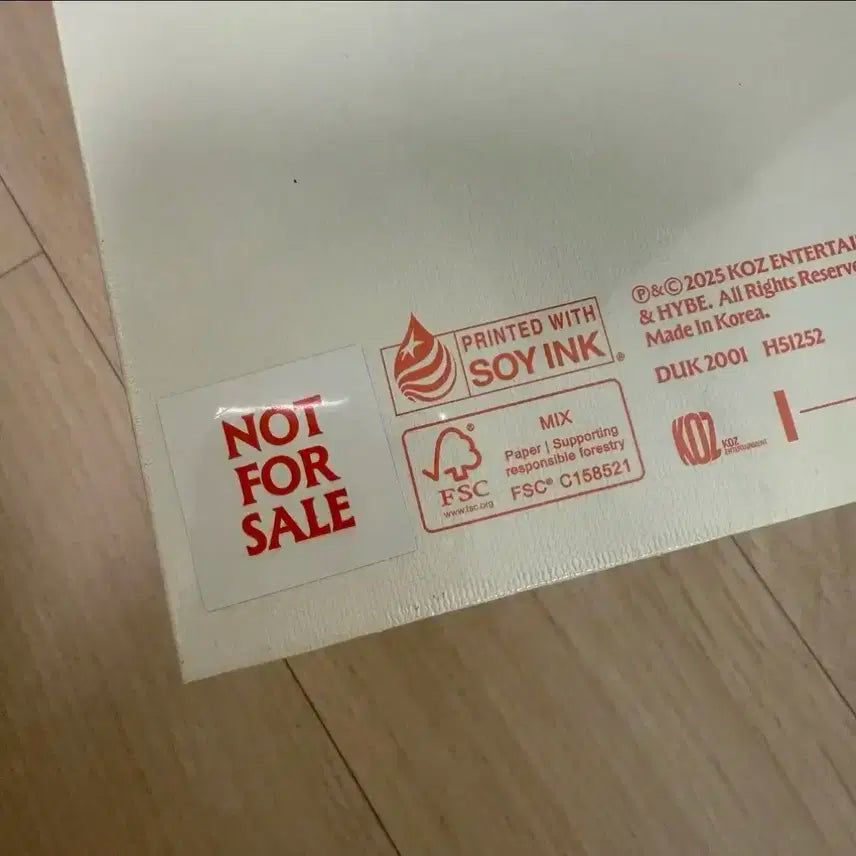 NOT
FOR
SALE
PRINTED WITH
SOY INK
MIX
Paper | Supporting
responsible forestry
FSC® C158521
FSC
www.fsc.org
℗&© 2025 KOZ ENTERTAI
& HYBE. All Rights Reserve
Made In Korea.
DUK 2001 H51252
KOZ
KOZ
ENTERTAINMENT